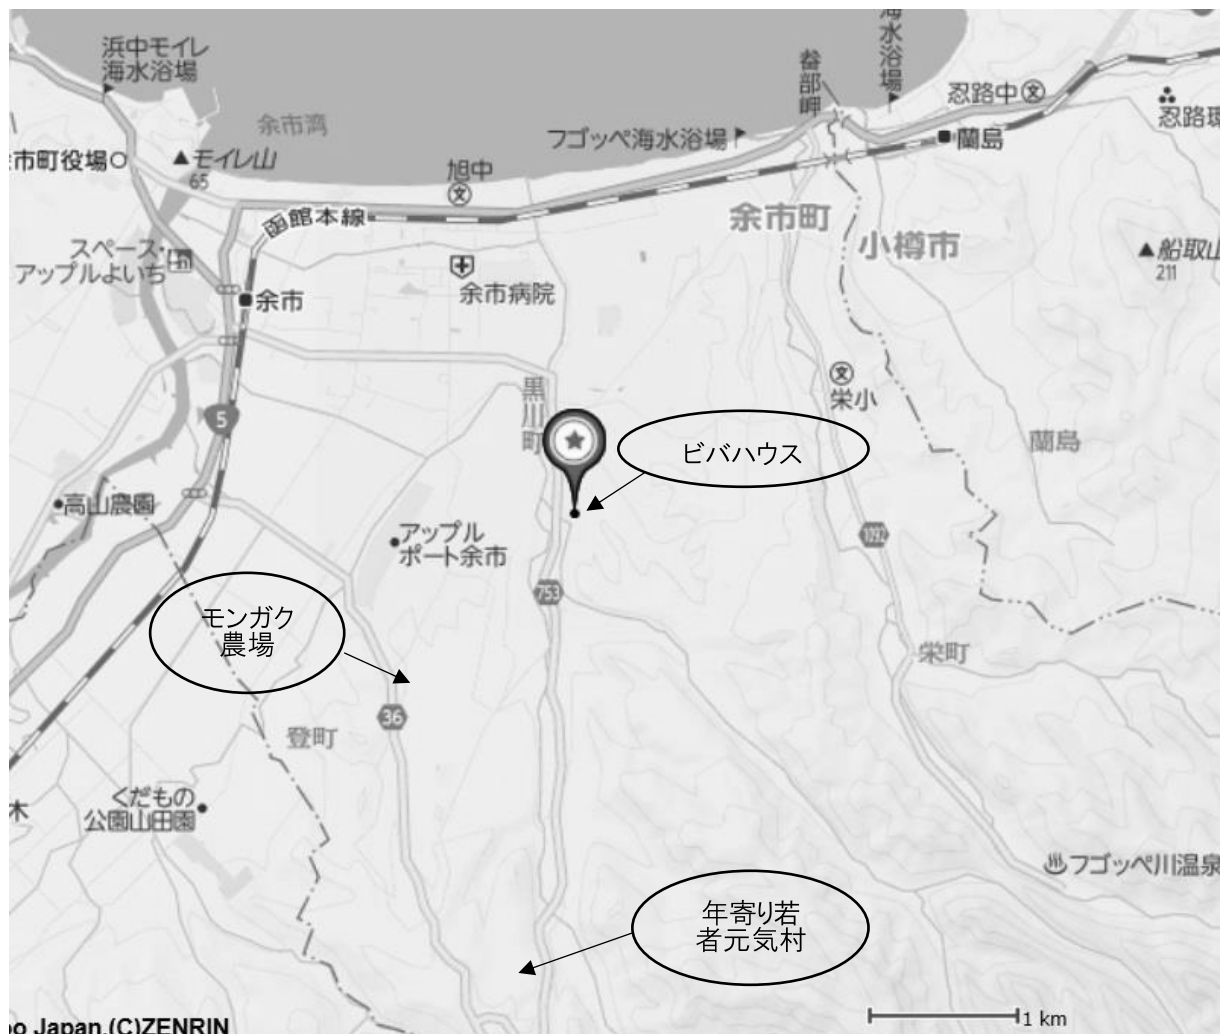 浜中モイレ
海水浴場
海水浴場
畚部岬
忍路中
文
忍路環
余市湾
フゴッペ海水浴場
蘭島
市町役場
モイレ山
65
旭中
文
函館本線
余市町
小樽市
船取山
211
スペース・
アップルよいち
余市病院
余市
文
栄小
黒川町
5
ビバハウス
蘭島
高山農園
アップル
ポート余市
1092
753
モンガク
農場
栄町
36
登町
くだもの
公園山田園
木
フゴッペ川温泉
年寄り若
者元気村
1 km
oo Japan,(C)ZENRIN